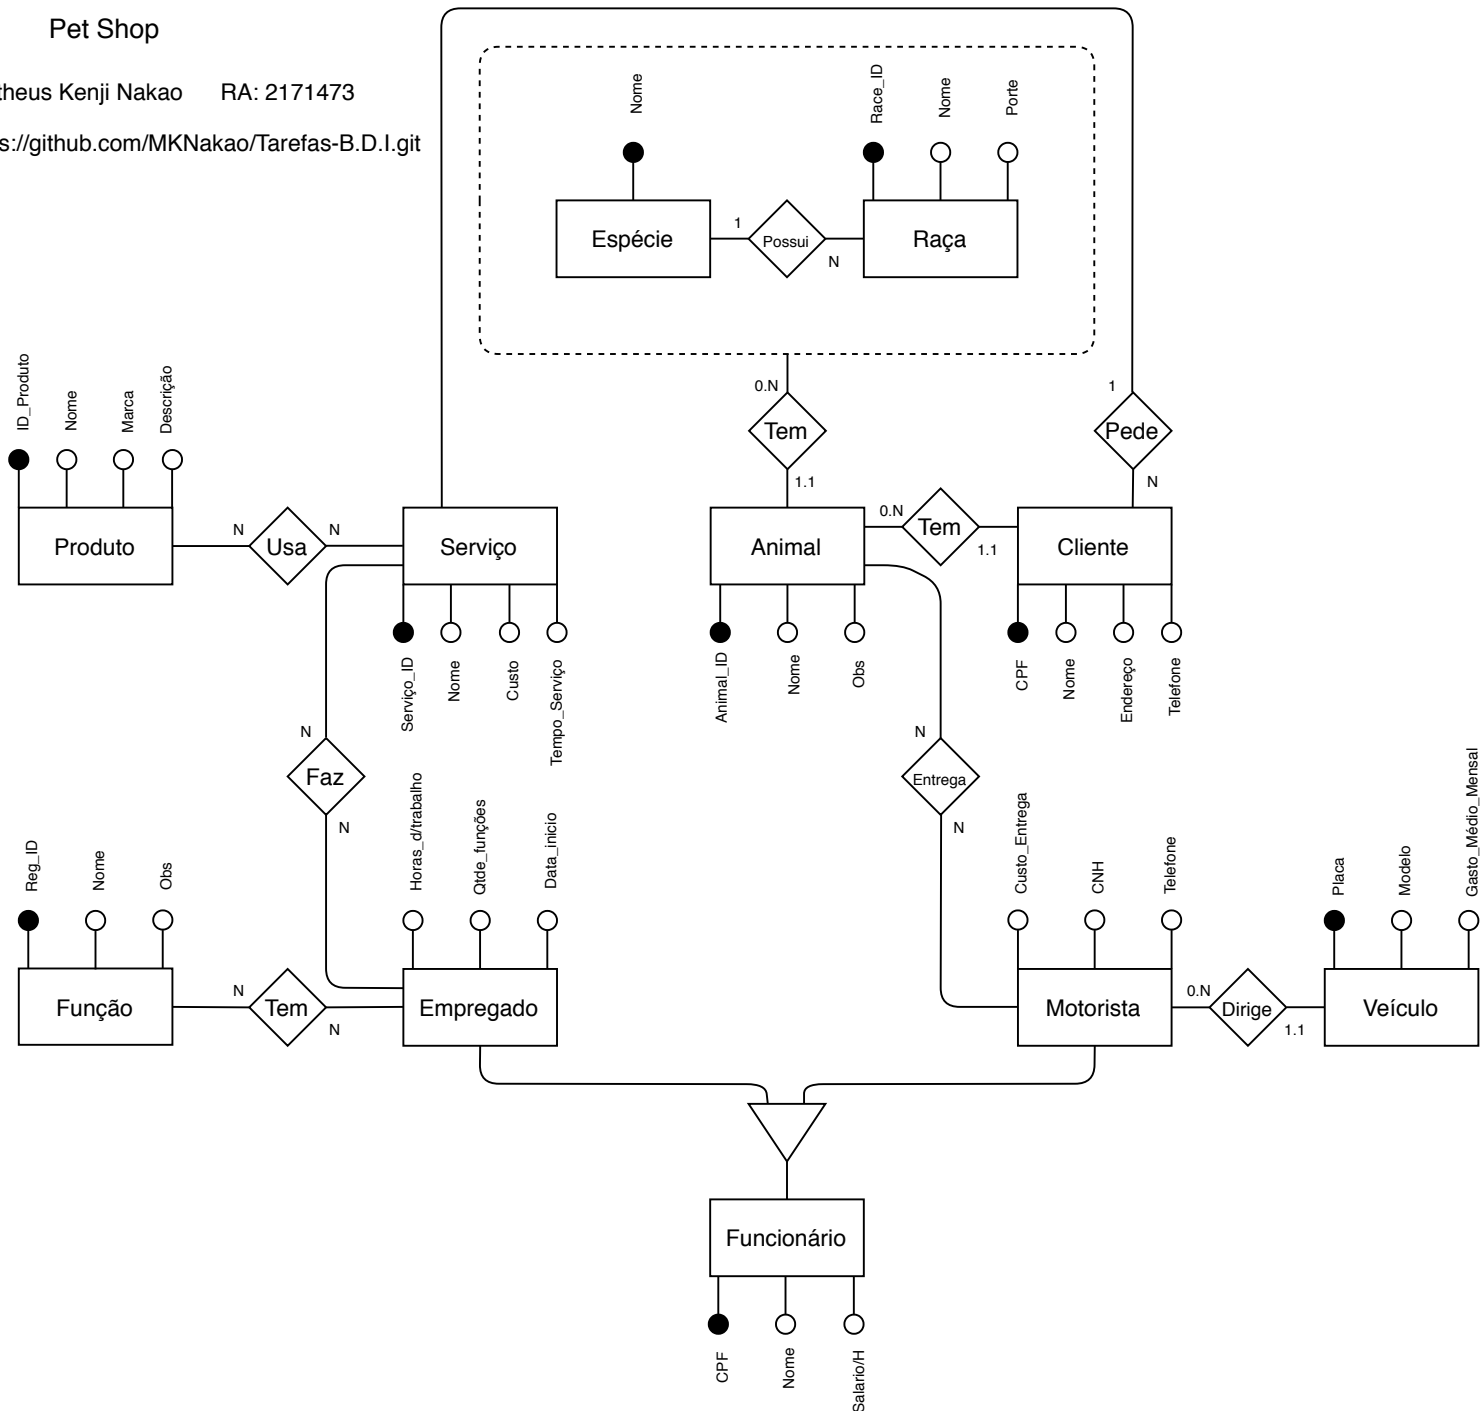 Pet Shop
theus Kenji Nakao RA: 2171473
s://github.com/MKNakao/Tarefas-B.D.I.git
Nome
Race_ID
Nome
Porte
Espécie
1
Possui
N
Raça
ID_Produto
Nome
Marca
Descrição
0.N
Tem
1.1
1
Pede
N
Produto
N
Usa
N
Serviço
Animal
0.N
Tem
1.1
Cliente
Serviço_ID
Nome
Custo
Tempo_Serviço
Animal_ID
Nome
Obs
CPF
Nome
Endereço
Telefone
N
Faz
N
N
Entrega
N
Reg_ID
Nome
Obs
Horas_d/trabalho
Qtde_funções
Data_inicio
Custo_Entrega
CNH
Telefone
Placa
Modelo
Gasto_Médio_Mensal
Função
N
Tem
N
Empregado
Motorista
0.N
Dirige
1.1
Veículo
Funcionário
CPF
Nome
Salario/H